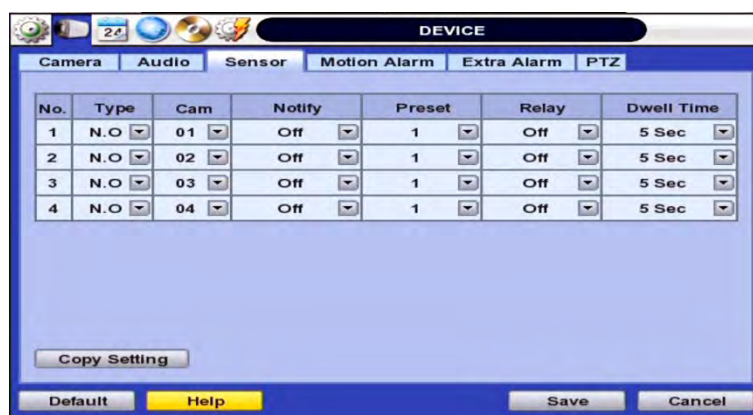 24
DEVICE
Camera Audio Sensor Motion Alarm Extra Alarm PTZ
No. Type Cam Notify Preset Relay Dwell Time
1 N.O 01 Off 1 Off 5 Sec
2 N.O 02 Off 1 Off 5 Sec
3 N.O 03 Off 1 Off 5 Sec
4 N.O 04 Off 1 Off 5 Sec
Copy Setting
Default Help Save Cancel